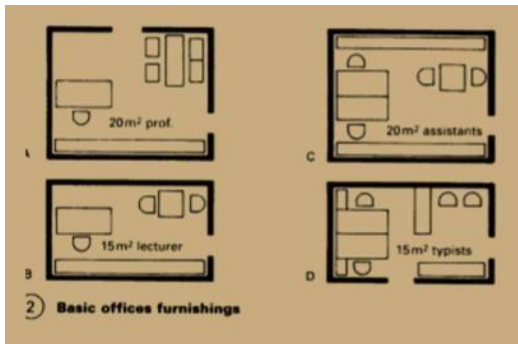 20m² prof.
A
20m² assistants
C
15m² lecturer
B
15m² typists
D
2 Basic offices furnishings